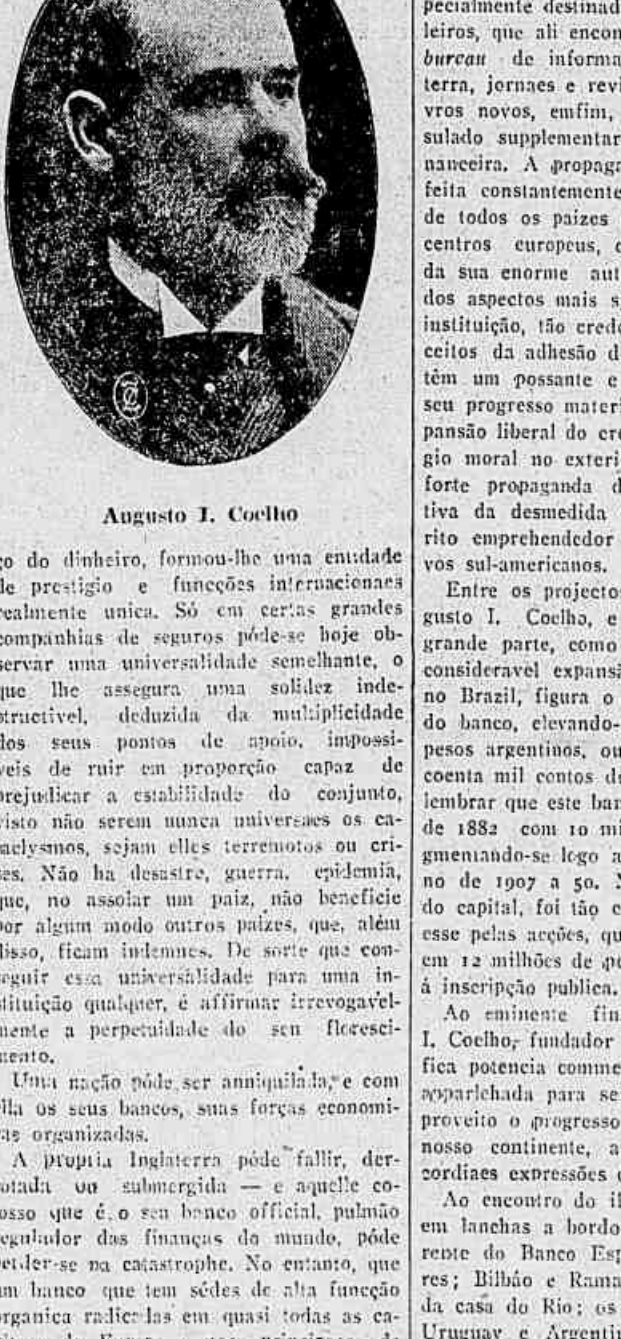 Augusto I. Coelho
ço do dinheiro, formou-lhe uma entidade
de prestigio e funcções internacionaes
realmente unica. Só em certas grandes
companhias de seguros póde-se hoje ob-
servar uma universalidade semelhante, o
que lhe assegura uma solidez inde-
structivel, deduzida da multiplicidade
dos seus pontos de apoio, impossi-
veis de ruir em proporção capaz de
prejudicar a estabilidade do conjunto,
visto não serem nunca universaes os ca-
taclysmos, sejam elles terremotos ou cri-
ses. Não ha desastre, guerra, epidemia,
que, no assolar um paiz, não beneficie
por algum modo outros paizes, que, além
disso, ficam indemnes. De sorte que con-
seguir essa universalidade para uma in-
stituição qualquer, é affirmar irrevogavel-
mente a perpetuidade do seu floresci-
mento.
Uma nação póde ser anniquilada, e com
ella os seus bancos, suas forças economi-
cas organizadas.
A propria Inglaterra póde fallir, der-
rotada ou submergida — e aquelle co-
losso que é o seu banco official, pulmão
regulador das finanças do mundo, póde
perder-se na catastrophe. No entanto, que
um banco que tem sédes de alta funcção
organica radicadas em quasi todas as ca-
pecialmente destinad
leiros, que ali encon
bureau de informa
terra, jornaes e revi
vros novos, emfim,
sulado supplementar
nanceira. A propaga
feita constantemente
de todos os paizes
centros europeus, c
da sua enorme aut
dos aspectos mais s
instituição, tão crede
ceitos da adhesão d
têm um possante e
seu progresso materi
pansão liberal do cre
gio moral no exteri
forte propaganda d
tiva da desmedida
rito emprehendedor
vos sul-americanos.
Entre os projectos
gusto I. Coelho, e
grande parte, como
consideravel expansã
no Brazil, figura o
do banco, elevando-
pesos argentinos, ou
coenta mil contos de
lembrar que este ban
de 1882 com 10 mi
gmentando-se logo a
no de 1907 a 50. N
do capital, foi tão c
esse pelas acções, qu
em 12 milhões de pe
á inscripção publica.
Ao eminente fin
I. Coelho, fundador
fica potencia comme
apparlchada para se
proveito o progresso
nosso continente, a
cordiaes expressões d
Ao encontro do il
em lanchas a bordo
rente do Banco Esp
res; Bilbáo e Rama
da casa do Rio; os
Uruguay e Argentin